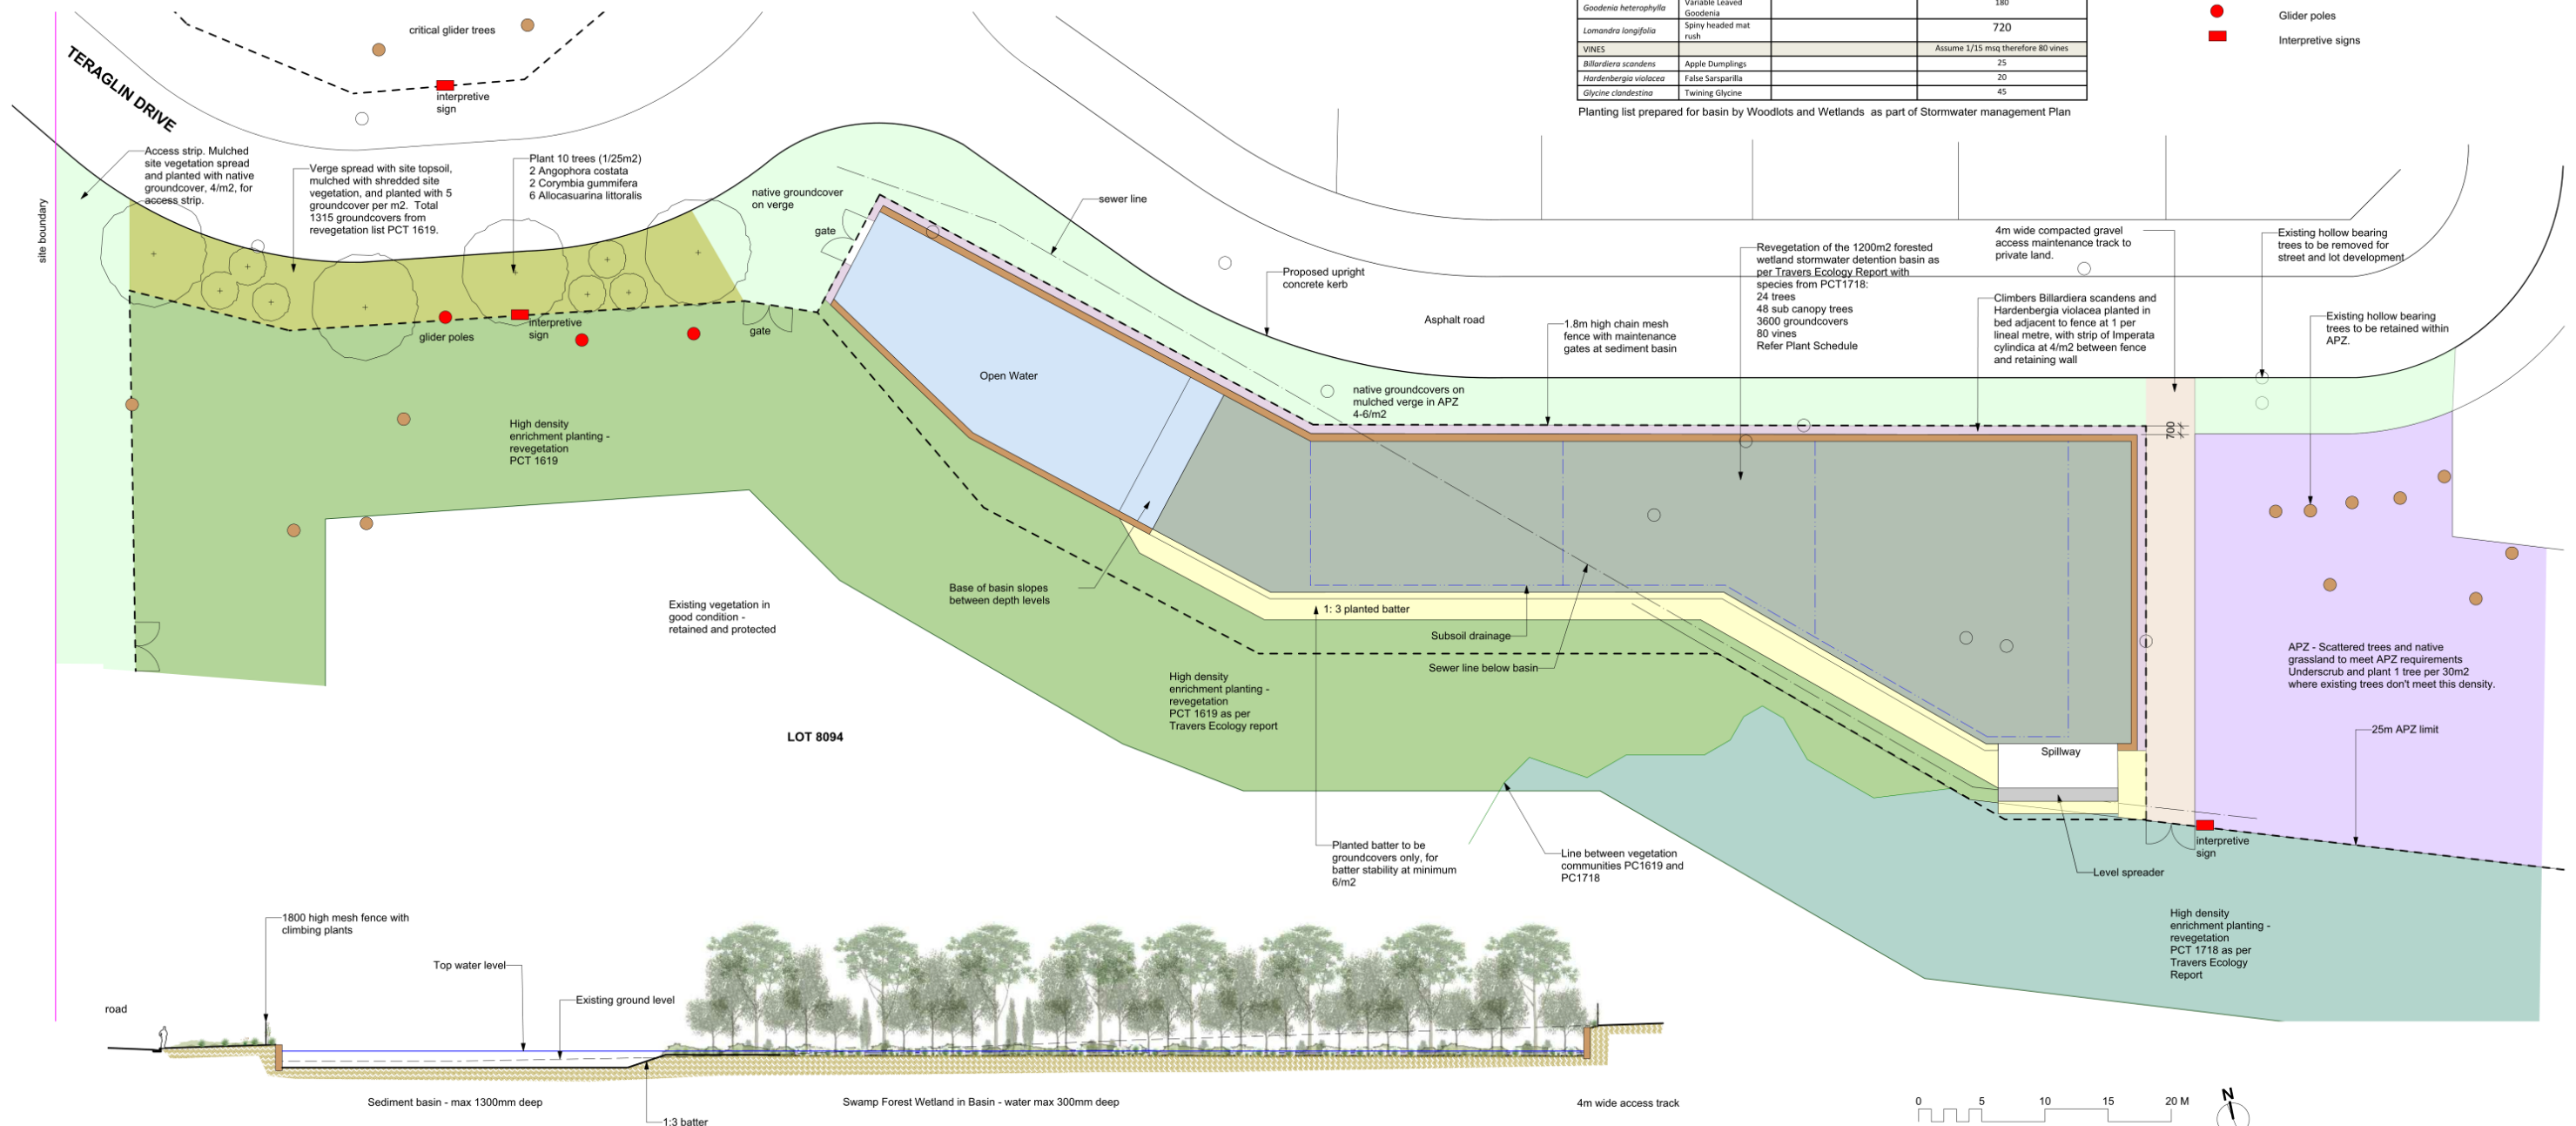 Goodenia heterophylla
Variable Leaved
Goodenia
180
Lomandra longifolia
Spiny headed mat
rush
720
VINES
Assume 1/15 msq therefore 80 vines
Billardiera scandens
Apple Dumplings
25
Hardenbergia violacea
False Sarsparilla
20
Glycine clandestina
Twining Glycine
45
Planting list prepared for basin by Woodlots and Wetlands as part of Stormwater management Plan
Glider poles
Interpretive signs
critical glider trees
interpretive
sign
TERAGLIN DRIVE
site boundary
Access strip. Mulched
site vegetation spread
and planted with native
groundcover, 4/m2, for
access strip.
Verge spread with site topsoil,
mulched with shredded site
vegetation, and planted with 5
groundcover per m2. Total
1315 groundcovers from
revegetation list PCT 1619.
Plant 10 trees (1/25m2)
2 Angophora costata
2 Corymbia gummifera
6 Allocasuarina littoralis
native groundcover
on verge
gate
sewer line
Proposed upright
concrete kerb
Asphalt road
1.8m high chain mesh
fence with maintenance
gates at sediment basin
Revegetation of the 1200m2 forested
wetland stormwater detention basin as
per Travers Ecology Report with
species from PCT1718:
24 trees
48 sub canopy trees
3600 groundcovers
80 vines
Refer Plant Schedule
4m wide compacted gravel
access maintenance track to
private land.
Climbers Billardiera scandens and
Hardenbergia violacea planted in
bed adjacent to fence at 1 per
lineal metre, with strip of Imperata
cylindica at 4/m2 between fence
and retaining wall
Existing hollow bearing
trees to be removed for
street and lot development
Existing hollow bearing
trees to be retained within
APZ.
glider poles
interpretive
sign
gate
Open Water
native groundcovers on
mulched verge in APZ
4-6/m2
700
High density
enrichment planting -
revegetation
PCT 1619
Existing vegetation in
good condition -
retained and protected
Base of basin slopes
between depth levels
1: 3 planted batter
Subsoil drainage
Sewer line below basin
High density
enrichment planting -
revegetation
PCT 1619 as per
Travers Ecology report
LOT 8094
APZ - Scattered trees and native
grassland to meet APZ requirements
Underscrub and plant 1 tree per 30m2
where existing trees don't meet this density.
25m APZ limit
Spillway
interpretive
sign
Level spreader
Planted batter to be
groundcovers only, for
batter stability at minimum
6/m2
Line between vegetation
communities PC1619 and
PC1718
High density
enrichment planting -
revegetation
PCT 1718 as per
Travers Ecology
Report
1800 high mesh fence with
climbing plants
Top water level
Existing ground level
road
Sediment basin - max 1300mm deep
1:3 batter
Swamp Forest Wetland in Basin - water max 300mm deep
4m wide access track
0 5 10 15 20 M
N